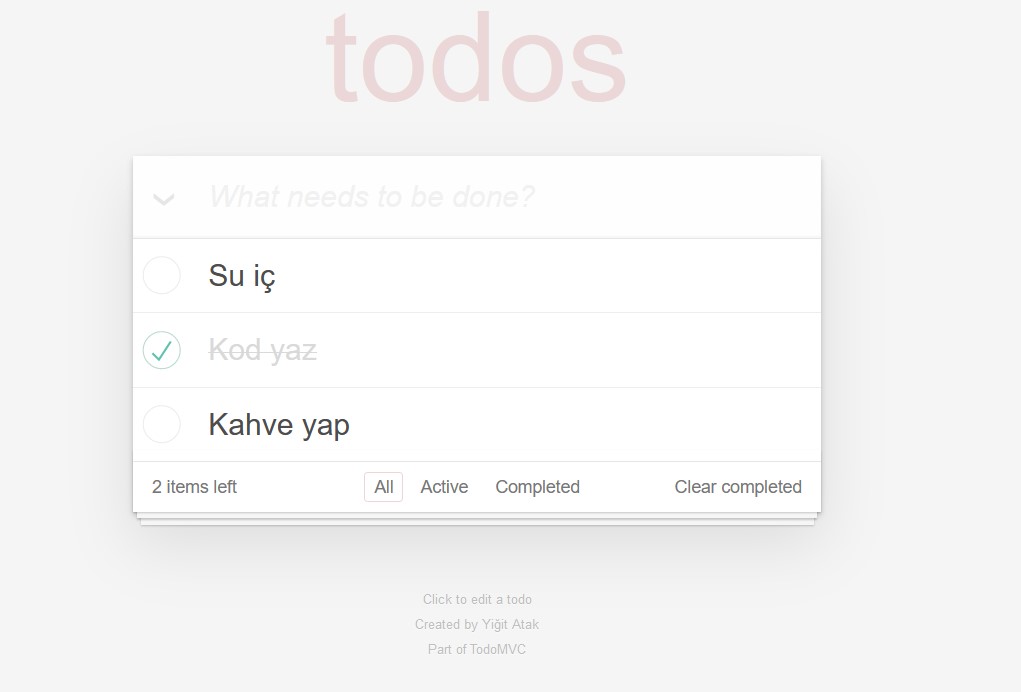 todos
What needs to be done?
Su iç
Kod yaz
Kahve yap
2 items left All Active Completed Clear completed
Click to edit a todo
Created by Yiğit Atak
Part of TodoMVC